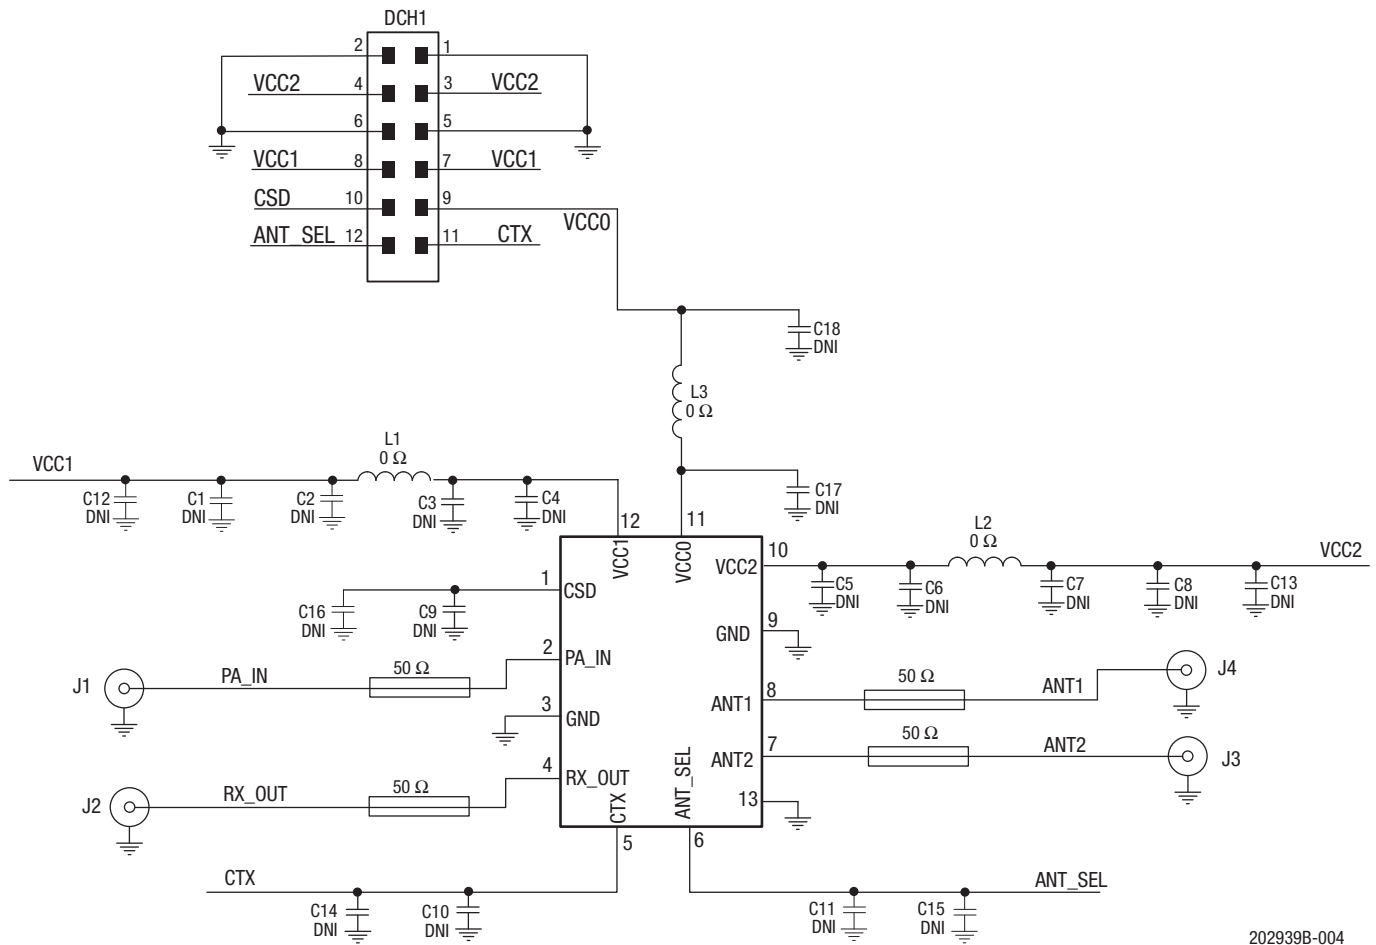 DCH1
2 1
VCC2 4 3 VCC2
6 5
VCC1 8 7 VCC1
CSD 10 9
VCC0
ANT_SEL 12 11 CTX
C18
DNI
L3
0 Ω
L1
0 Ω
VCC1
C12
DNI
C1
DNI
C2
DNI
C3
DNI
C4
DNI
C17
DNI
12 11
VCC1 VCC0
L2
0 Ω
10
VCC2
VCC2
C5
DNI
C6
DNI
C7
DNI
C8
DNI
C13
DNI
1
CSD
C16
DNI
C9
DNI
9
GND
2
PA_IN
J1
PA_IN
50 Ω
8
ANT1
50 Ω
ANT1
J4
3
GND
7
ANT2
50 Ω
ANT2
J3
4
RX_OUT
J2
RX_OUT
50 Ω
13
CTX
ANT_SEL
5 6
CTX
C14
DNI
C10
DNI
ANT_SEL
C11
DNI
C15
DNI
202939B-004